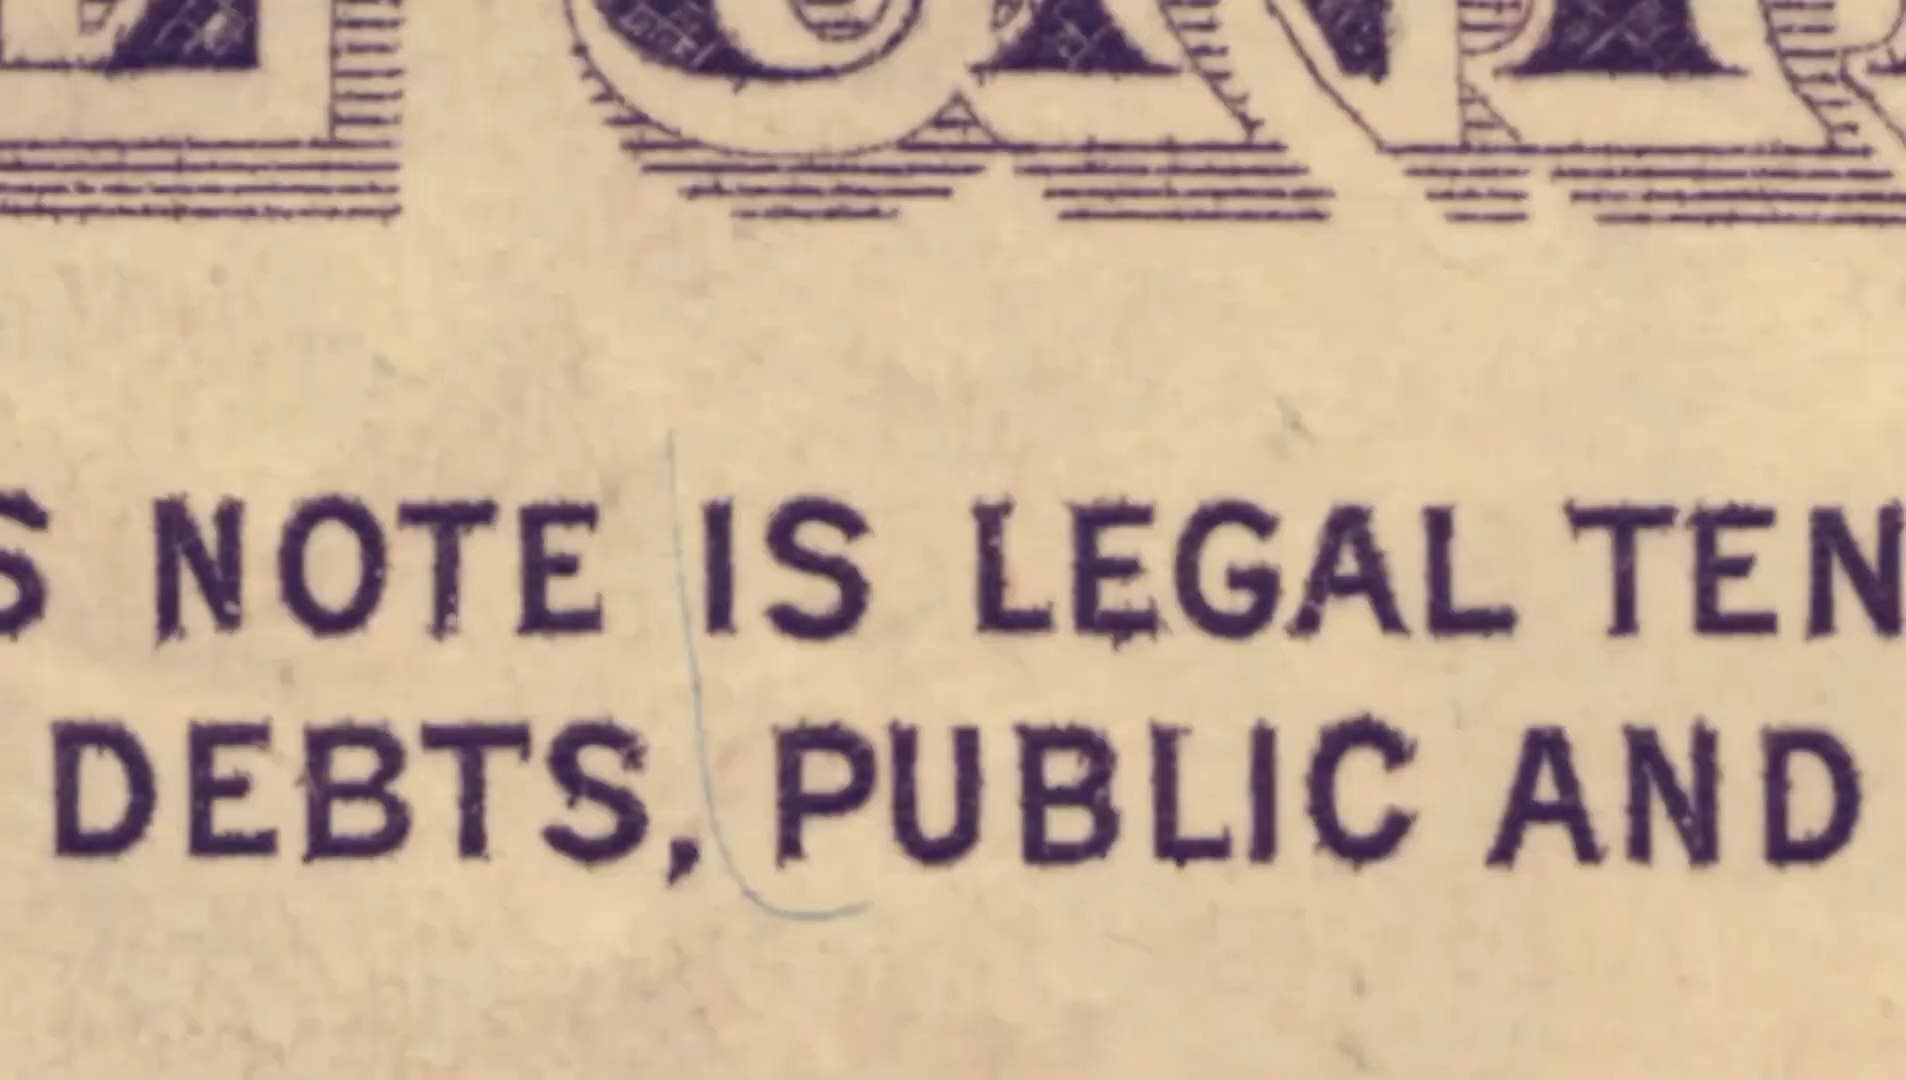 S NOTE IS LEGAL TEN
DEBTS, PUBLIC AND